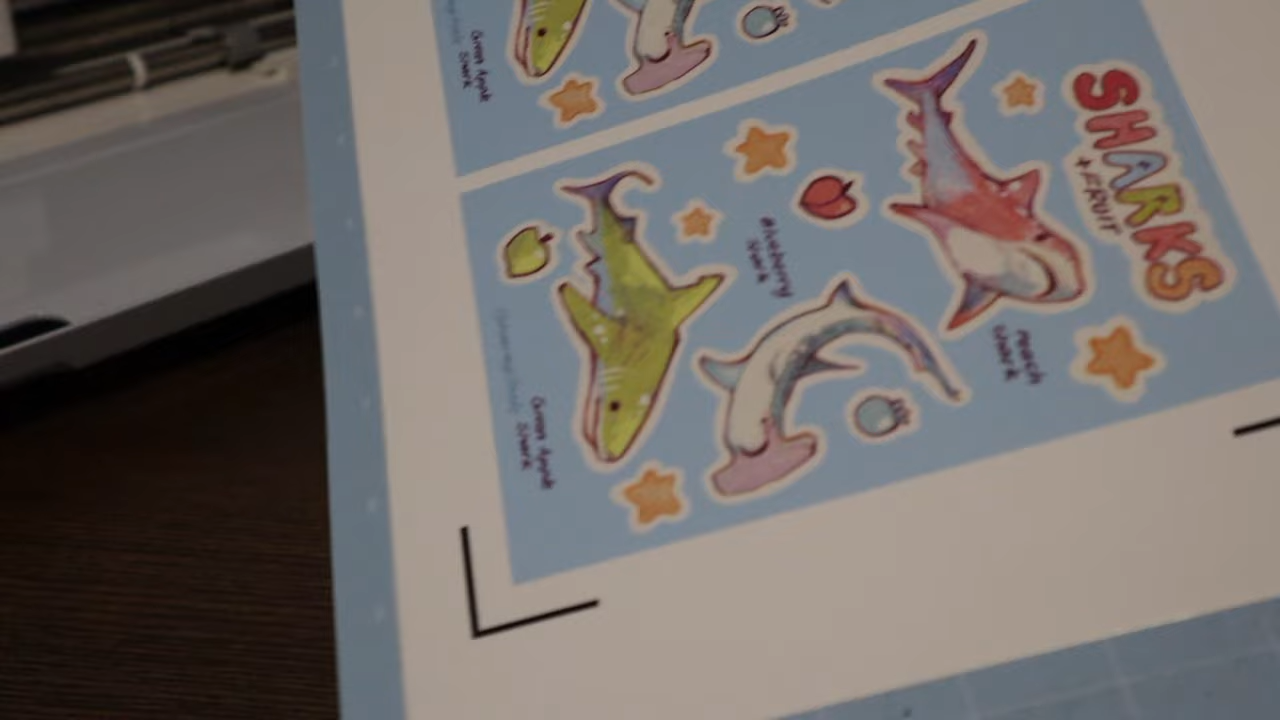 Green Apple
Shark
SHARKS
+FRUIT
Blueberry
Shark
Peach
Shark
Green Apple
Shark